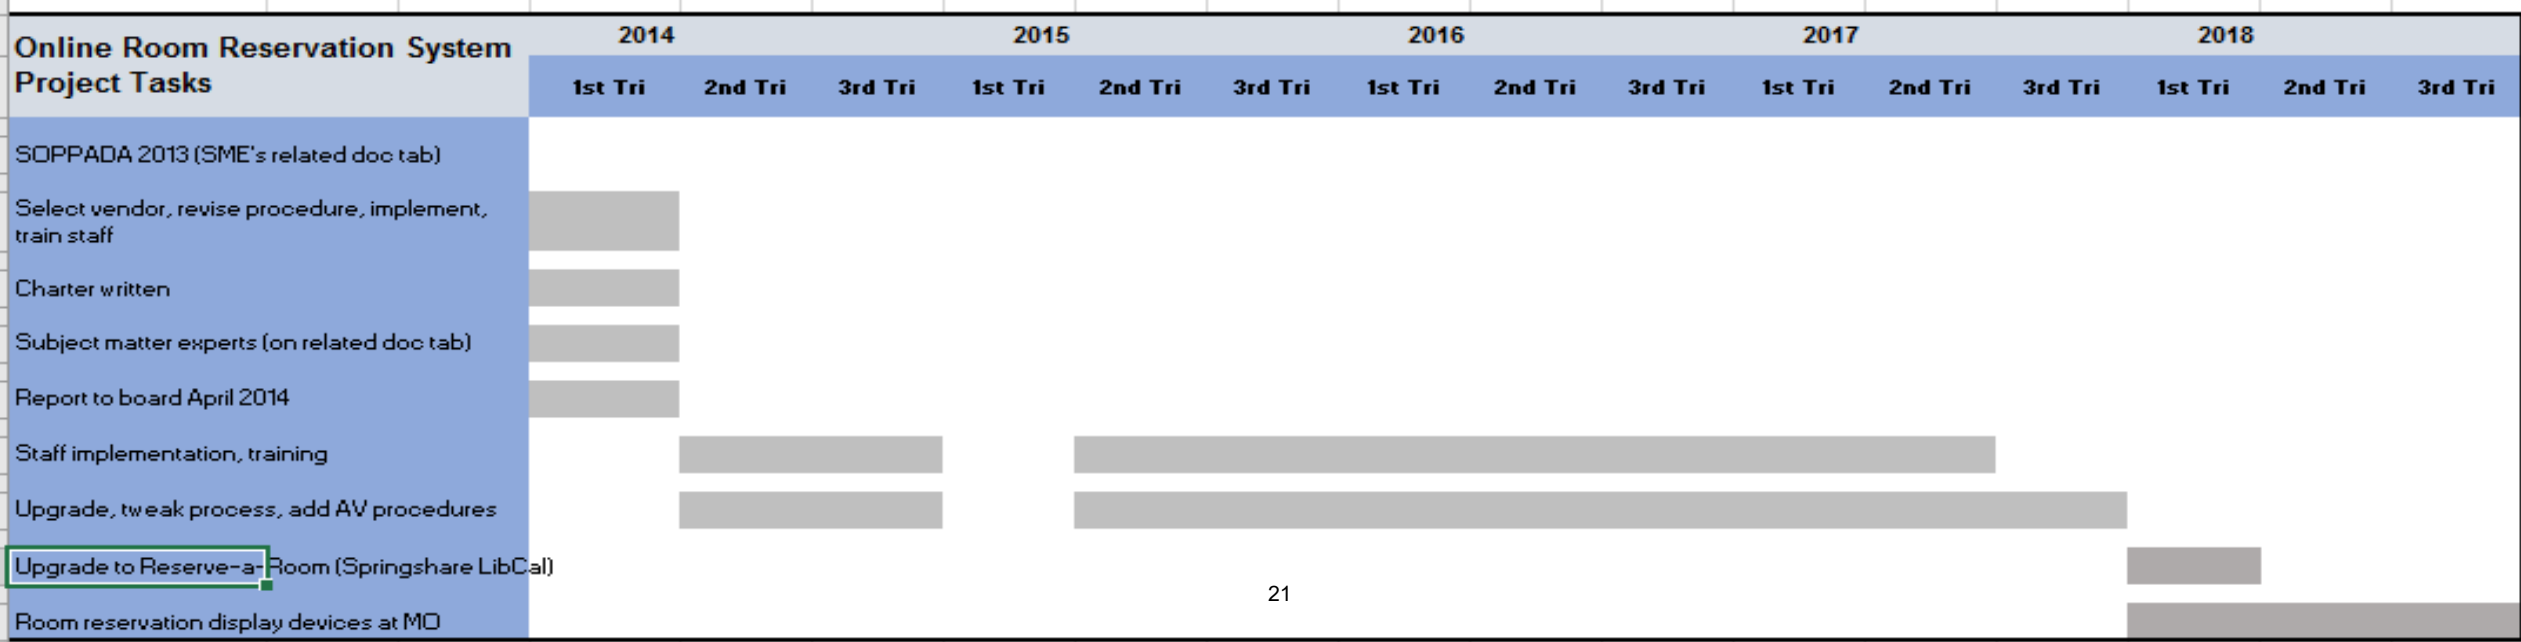 Online Room Reservation System
Project Tasks
2014 2015 2016 2017 2018
1st Tri 2nd Tri 3rd Tri 1st Tri 2nd Tri 3rd Tri 1st Tri 2nd Tri 3rd Tri 1st Tri 2nd Tri 3rd Tri 1st Tri 2nd Tri 3rd Tri
SOPPADA 2013 (SME's related doc tab)
Select vendor, revise procedure, implement,
train staff
Charter written
Subject matter experts (on related doc tab)
Report to board April 2014
Staff implementation, training
Upgrade, tweak process, add AV procedures
Upgrade to Reserve-a-Room (Springshare LibCal)
21
Room reservation display devices at MO